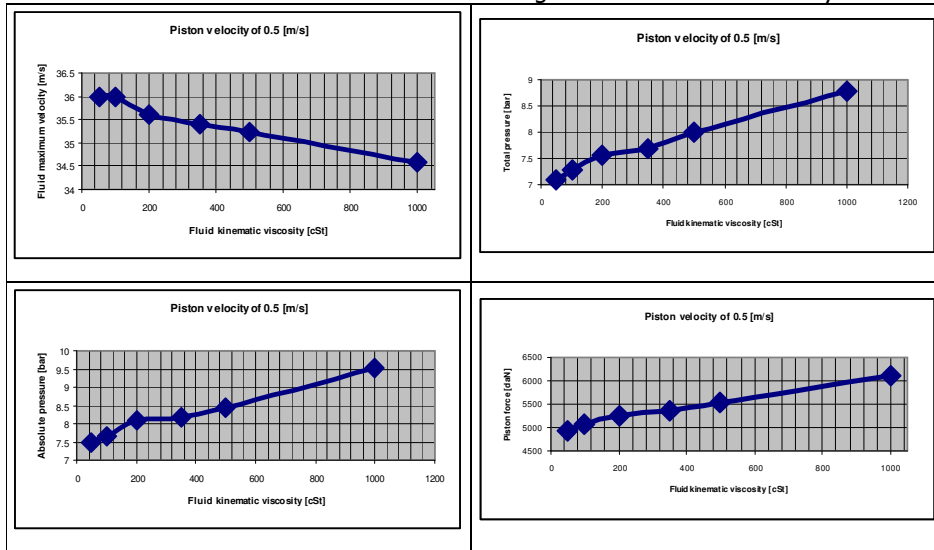 Piston velocity of 0.5 [m/s]
Fluid maximum velocity [m/s]
36.5
36
35.5
35
34.5
34
0 200 400 600 800 1000
Fluid kinematic viscosity [cSt]
Piston velocity of 0.5 [m/s]
Total pressure [bar]
9
8.5
8
7.5
7
0 200 400 600 800 1000 1200
Fluid kinematic viscosity [cSt]
Piston velocity of 0.5 [m/s]
Absolute pressure [bar]
10
9.5
9
8.5
8
7.5
7
0 200 400 600 800 1000 1200
Fluid kinematic viscosity [cSt]
Piston velocity of 0.5 [m/s]
Piston force [daN]
6500
6000
5500
5000
4500
0 200 400 600 800 1000
Fluid kinematic viscosity [cSt]